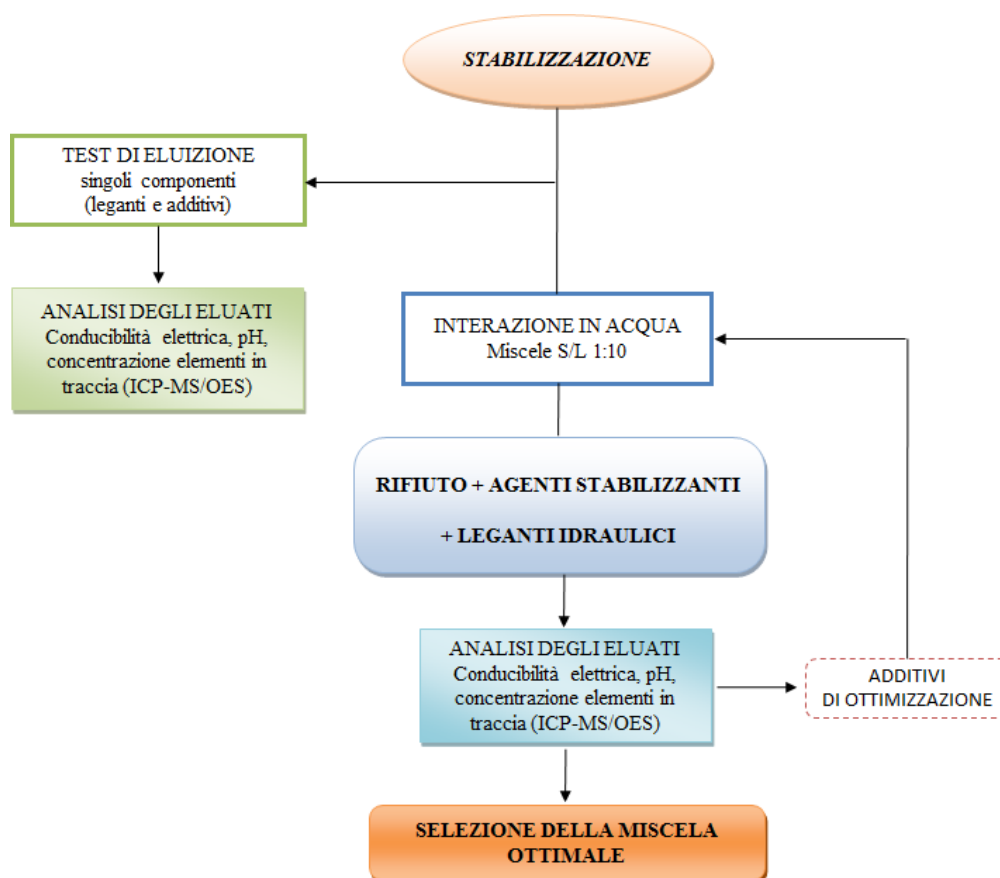 STABILIZZAZIONE
TEST DI ELUIZIONE
singoli componenti
(leganti e additivi)
ANALISI DEGLI ELUATI
Conducibilità elettrica, pH,
concentrazione elementi in
traccia (ICP-MS/OES)
INTERAZIONE IN ACQUA
Miscele S/L 1:10
RIFIUTO + AGENTI STABILIZZANTI
+ LEGANTI IDRAULICI
ANALISI DEGLI ELUATI
Conducibilità elettrica, pH,
concentrazione elementi in
traccia (ICP-MS/OES)
ADDITIVI
DI OTTIMIZZAZIONE
SELEZIONE DELLA MISCELA
OTTIMALE